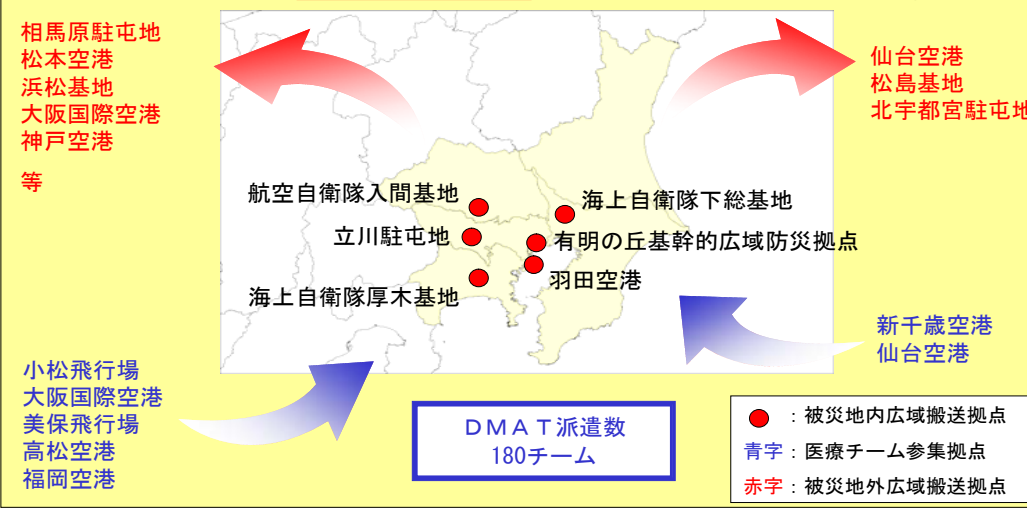 相馬原駐屯地
松本空港
浜松基地
大阪国際空港
神戸空港
等
仙台空港
松島基地
北宇都宮駐屯地
航空自衛隊入間基地
海上自衛隊下総基地
立川駐屯地
有明の丘基幹的広域防災拠点
羽田空港
海上自衛隊厚木基地
新千歳空港
仙台空港
小松飛行場
大阪国際空港
美保飛行場
高松空港
福岡空港
DMAT派遣数
180チーム
:被災地内広域搬送拠点
青字:医療チーム参集拠点
赤字:被災地外広域搬送拠点